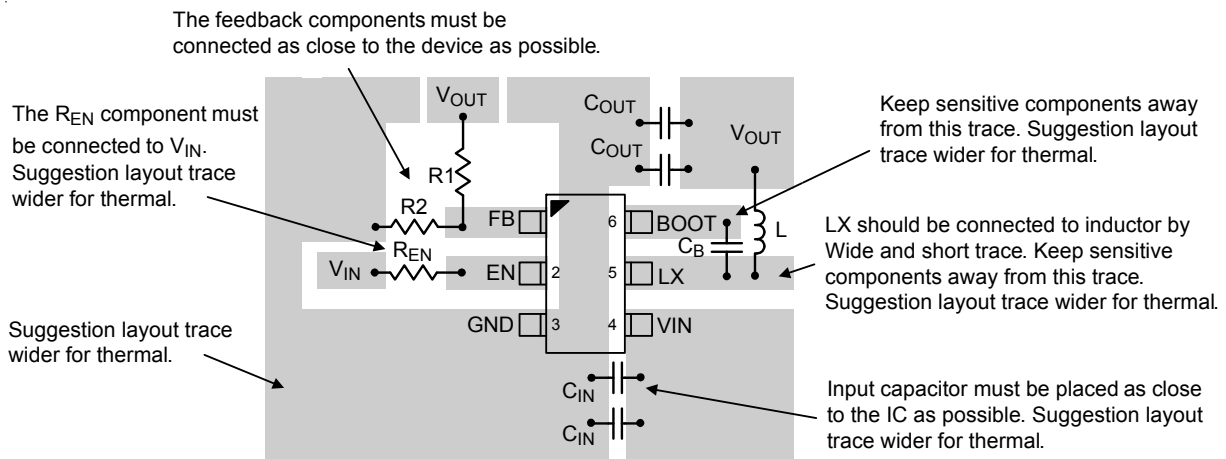 The feedback components must be
connected as close to the device as possible.
The REN component must
be connected to VIN.
Suggestion layout trace
wider for thermal.
VOUT
COUT
COUT
VOUT
Keep sensitive components away
from this trace. Suggestion layout
trace wider for thermal.
R1
R2
REN
VIN
FB
EN
2
GND
3
6
BOOT
5
LX
4
VIN
CB
L
LX should be connected to inductor by
Wide and short trace. Keep sensitive
components away from this trace.
Suggestion layout trace wider for thermal.
Suggestion layout trace
wider for thermal.
CIN
CIN
Input capacitor must be placed as close
to the IC as possible. Suggestion layout
trace wider for thermal.